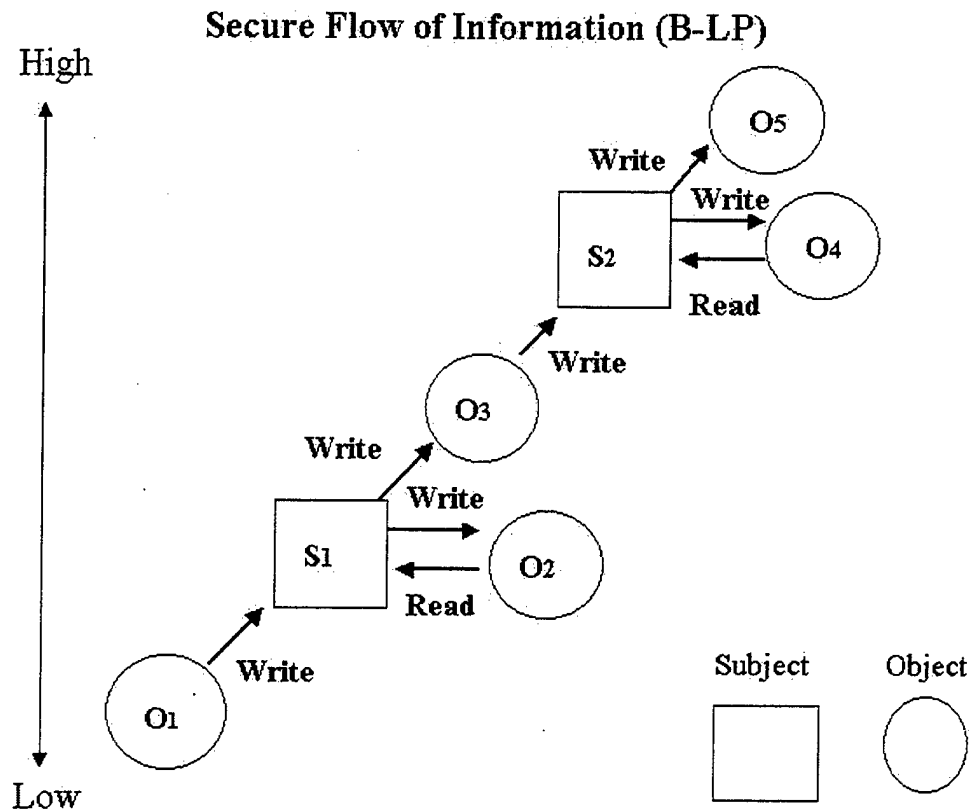 Secure Flow of Information (B-LP)
High
O5
Write
Write
S2
O4
Read
Write
O3
Write
Write
S1
O2
Read
Write
O1
Subject
Object
Low